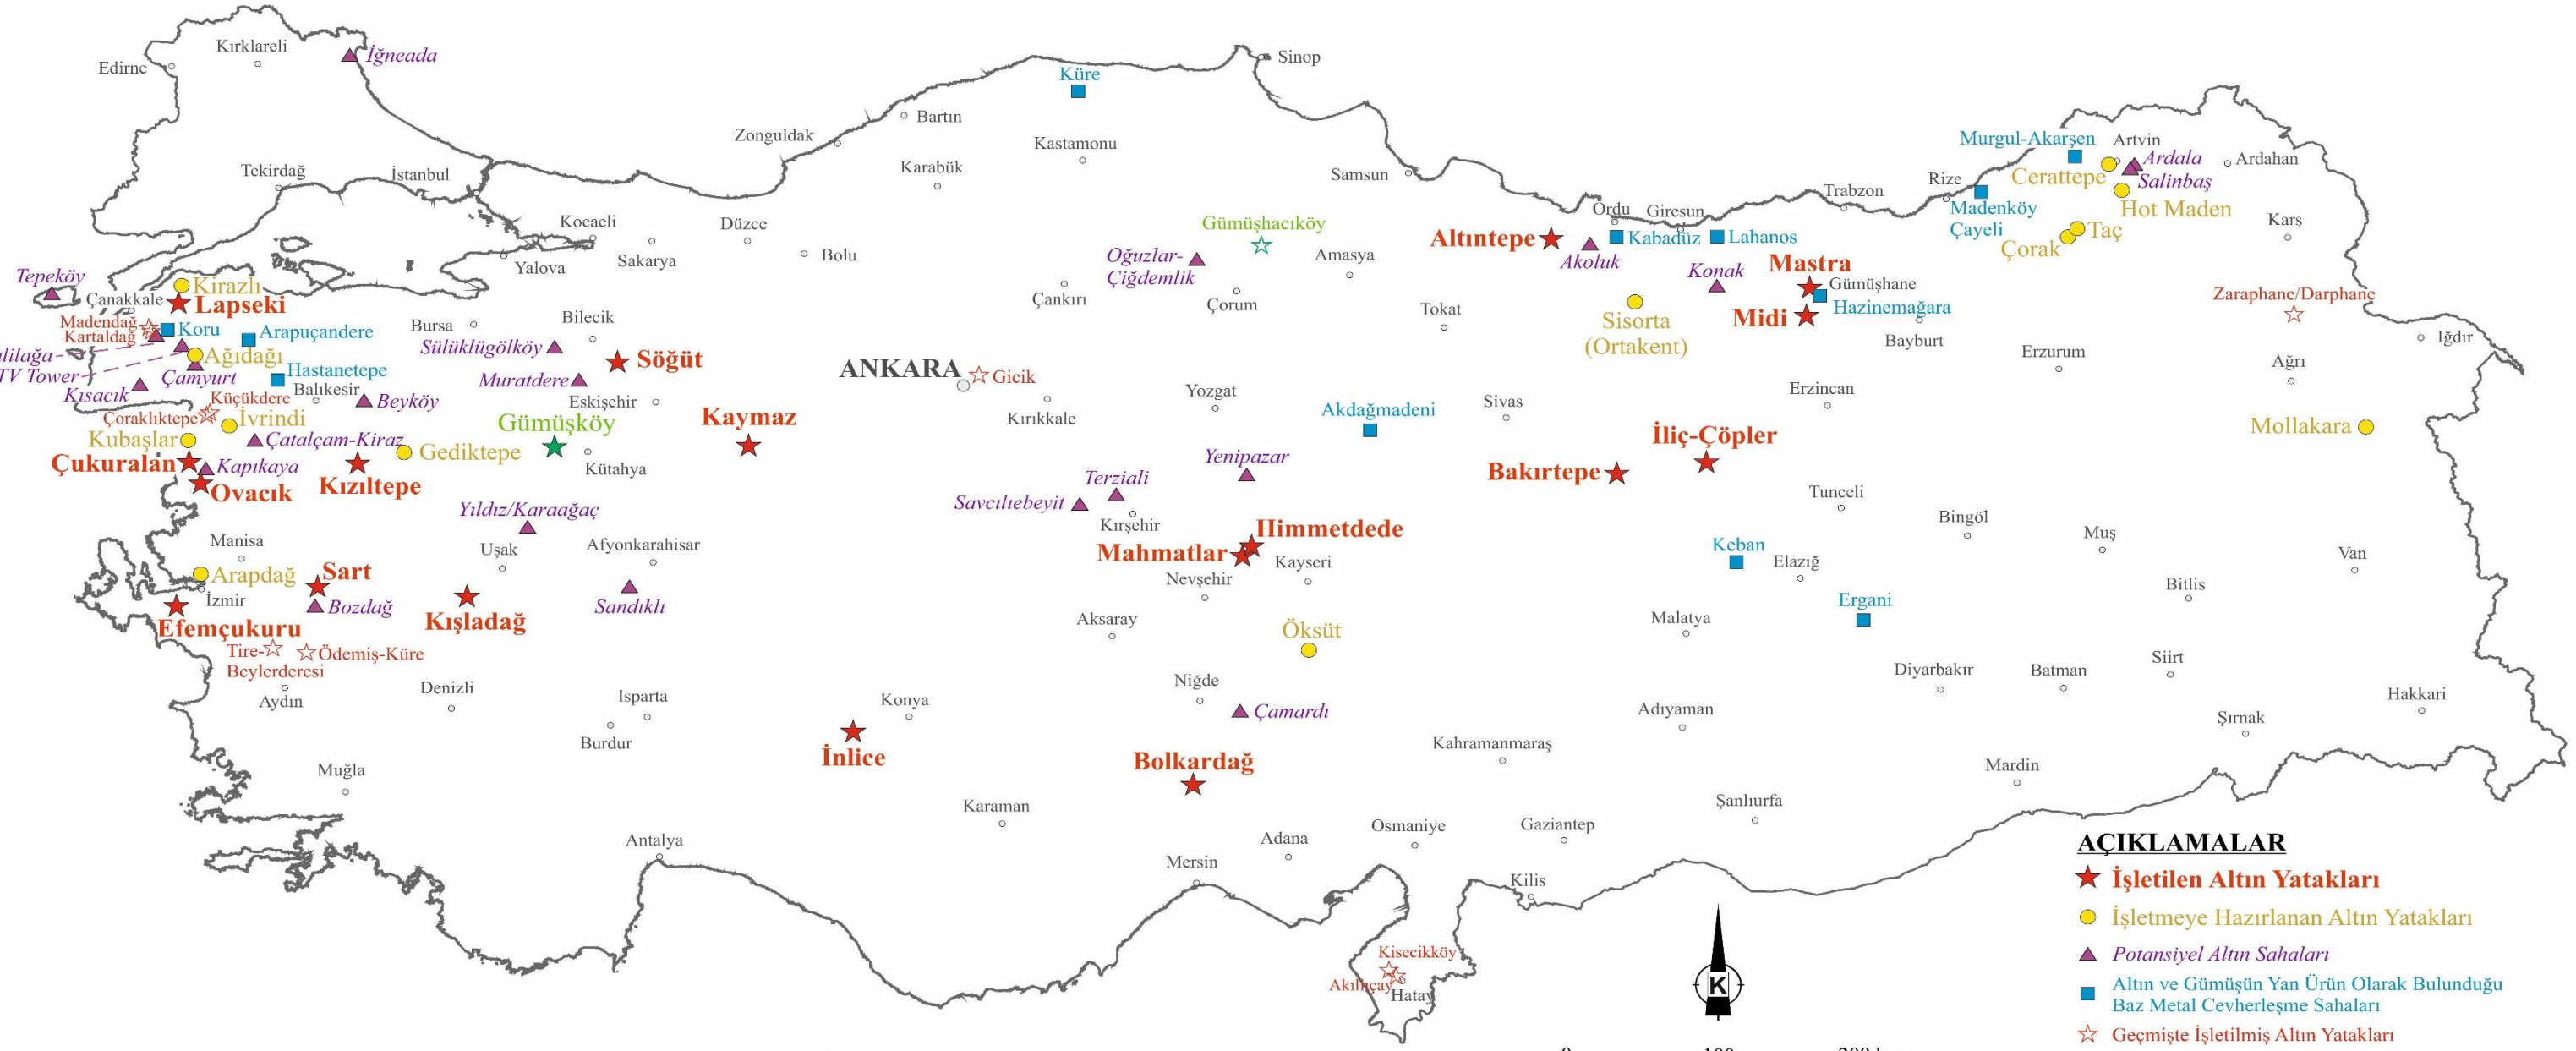 Kırklareli
İğneada
Edirne
Sinop
Küre
Bartın
Zonguldak
Kastamonu
Karabük
Murgul-Akarşen
Artvin
Ardala
Ardahan
Tekirdağ
İstanbul
Samsun
Cerattepe
Salinbaş
Rize
Trabzon
Madenköy
Çayeli
Hot Maden
Kocaeli
Düzce
Gümüşhacıköy
Ordu
Giresun
Kars
Altıntepe
Kabadüz
Lahanos
Taç
Çorak
Yalova
Sakarya
Bolu
Oğuzlar-
Çiğdemlik
Amasya
Akoluk
Konak
Mastra
Tepeköy
Kirazlı
Çanakkale
Lapseki
Çankırı
Çorum
Gümüşhane
Hazinemağara
Zaraphane/Darphane
Madendağ
Kartaldağ
Koru
Arapuçandere
Bursa
Bilecik
Tokat
Sisorta
(Ortakent)
Midi
Bayburt
Iğdır
Sülüklügölköy
Söğüt
TV Tower
Ağıdağı
Çamyurt
Hastanetepe
Erzurum
Ağrı
Kısacık
Balıkesir
Muratdere
ANKARA
Gicik
Küçükdere
Çoraklıktepe
Beyköy
Eskişehir
Kırıkkale
Yozgat
Sivas
Erzincan
İvrindi
Gümüşköy
Kaymaz
Akdağmadeni
Kubaşlar
Çatalçam-Kiraz
Gediktepe
İliç-Çöpler
Mollakara
Çukuralan
Kapıkaya
Kütahya
Yenipazar
Bakırtepe
Ovacık
Kızıltepe
Terziali
Savcılıebeyit
Tunceli
Yıldız/Karaağaç
Kırşehir
Himmetdede
Bingöl
Muş
Manisa
Uşak
Afyonkarahisar
Mahmatlar
Kayseri
Keban
Elazığ
Van
Arapdağ
Sart
Nevşehir
Bitlis
İzmir
Bozdağ
Kışladağ
Sandıklı
Aksaray
Malatya
Ergani
Efemçukuru
Öksüt
Tire-
Beylerderesi
Ödemiş-Küre
Diyarbakır
Batman
Siirt
Aydın
Denizli
Isparta
Konya
Niğde
Çamardı
Adıyaman
Hakkari
Şırnak
Burdur
İnlice
Bolkardağ
Kahramanmaraş
Muğla
Mardin
Karaman
Şanlıurfa
Antalya
Osmaniye
Gaziantep
Adana
Mersin
Kilis
Kisecikköy
Akıllıçay
Hatay
K
0 100 200 km
AÇIKLAMALAR
İşletilen Altın Yatakları
İşletmeye Hazırlanan Altın Yatakları
Potansiyel Altın Sahaları
Altın ve Gümüşün Yan Ürün Olarak Bulunduğu
Baz Metal Cevherleşme Sahaları
Geçmişte İşletilmiş Altın Yatakları